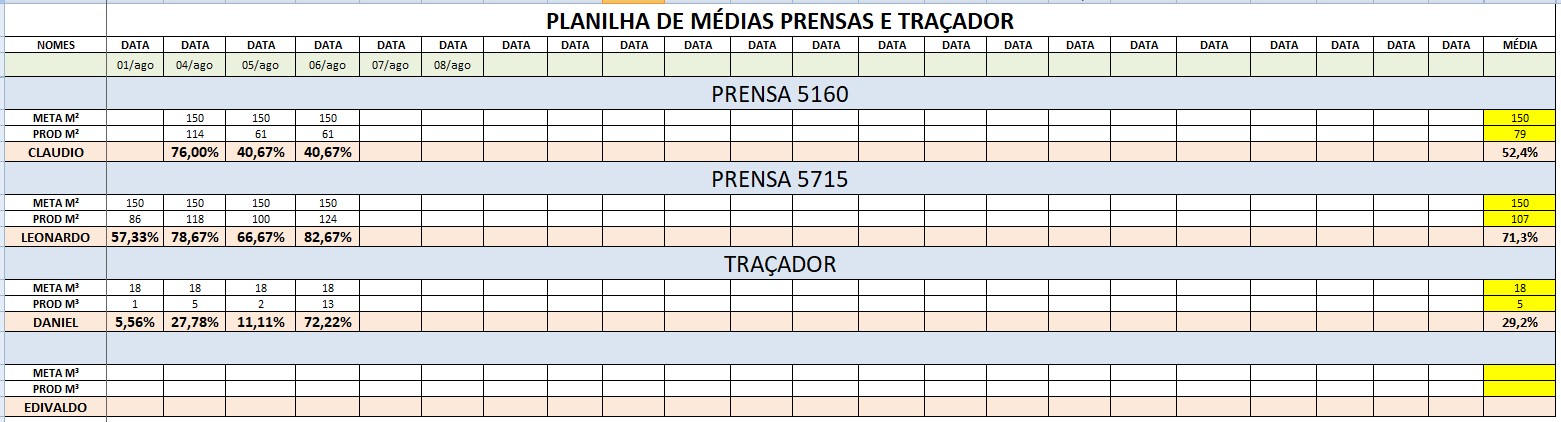 PLANILHA DE MÉDIAS PRENSAS E TRAÇADOR
NOMES DATA DATA DATA DATA DATA DATA DATA DATA DATA DATA DATA DATA DATA DATA DATA DATA DATA DATA DATA DATA DATA DATA MÉDIA
01/ago 04/ago 05/ago 06/ago 07/ago 08/ago
PRENSA 5160
META M² 150 150 150 150
PROD M² 114 61 61 79
CLAUDIO 76,00% 40,67% 40,67% 52,4%
PRENSA 5715
META M² 150 150 150 150 150
PROD M² 86 118 100 124 107
LEONARDO 57,33% 78,67% 66,67% 82,67% 71,3%
TRAÇADOR
META M³ 18 18 18 18 18
PROD M³ 1 5 2 13 5
DANIEL 5,56% 27,78% 11,11% 72,22% 29,2%
META M³
PROD M³
EDIVALDO